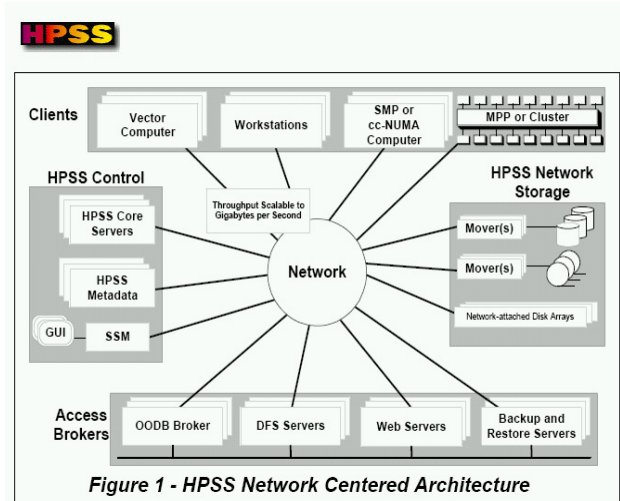 HPSS
Clients
Vector
Computer
Workstations
SMP or
cc-NUMA
Computer
MPP or Cluster
HPSS Control
HPSS Network
Storage
Throughput Scalable to
Gigabytes per Second
HPSS Core
Servers
HPSS
Metadata
GUI
SSM
Network
Mover(s)
Mover(s)
Network-attached Disk Arrays
Access
Brokers
OODB Broker
DFS Servers
Web Servers
Backup and
Restore Servers
Figure 1 - HPSS Network Centered Architecture